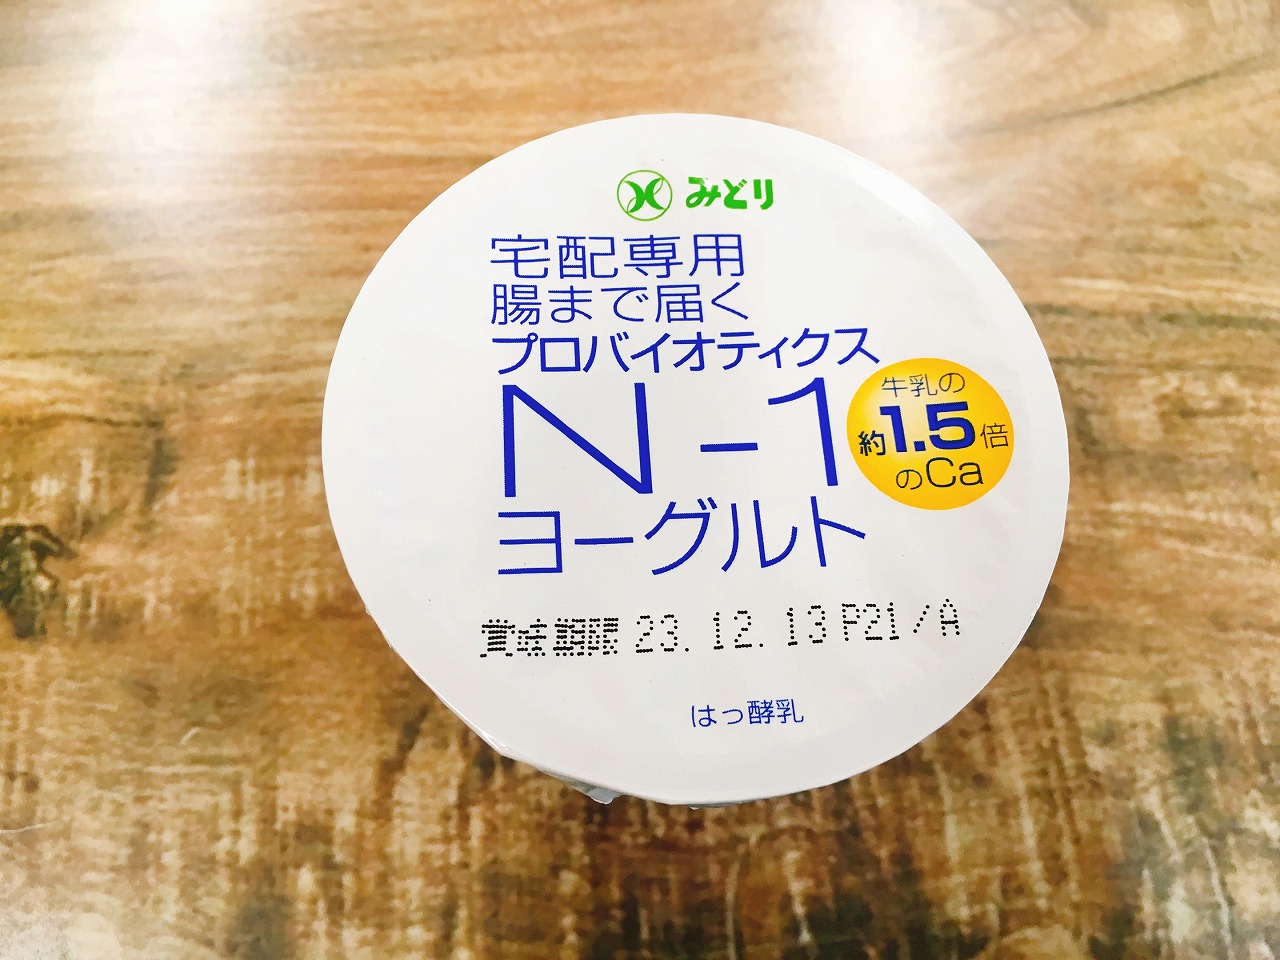 みどり
宅配専用
腸まで届く
プロバイオティクス
N-1
ヨーグルト
牛乳の
約1.5倍
のCa
賞味期限 23.12.13 P21/A
はっ酵乳